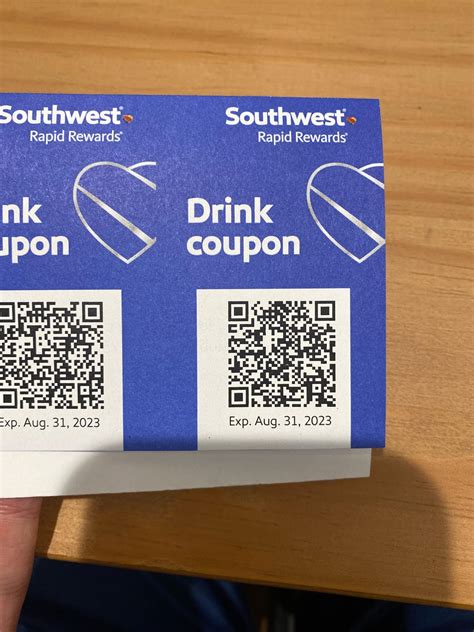 Southwest®
Rapid Rewards®
nk
upon
Exp. Aug. 31, 2023
Southwest®
Rapid Rewards®
Drink
coupon
Exp. Aug. 31, 2023